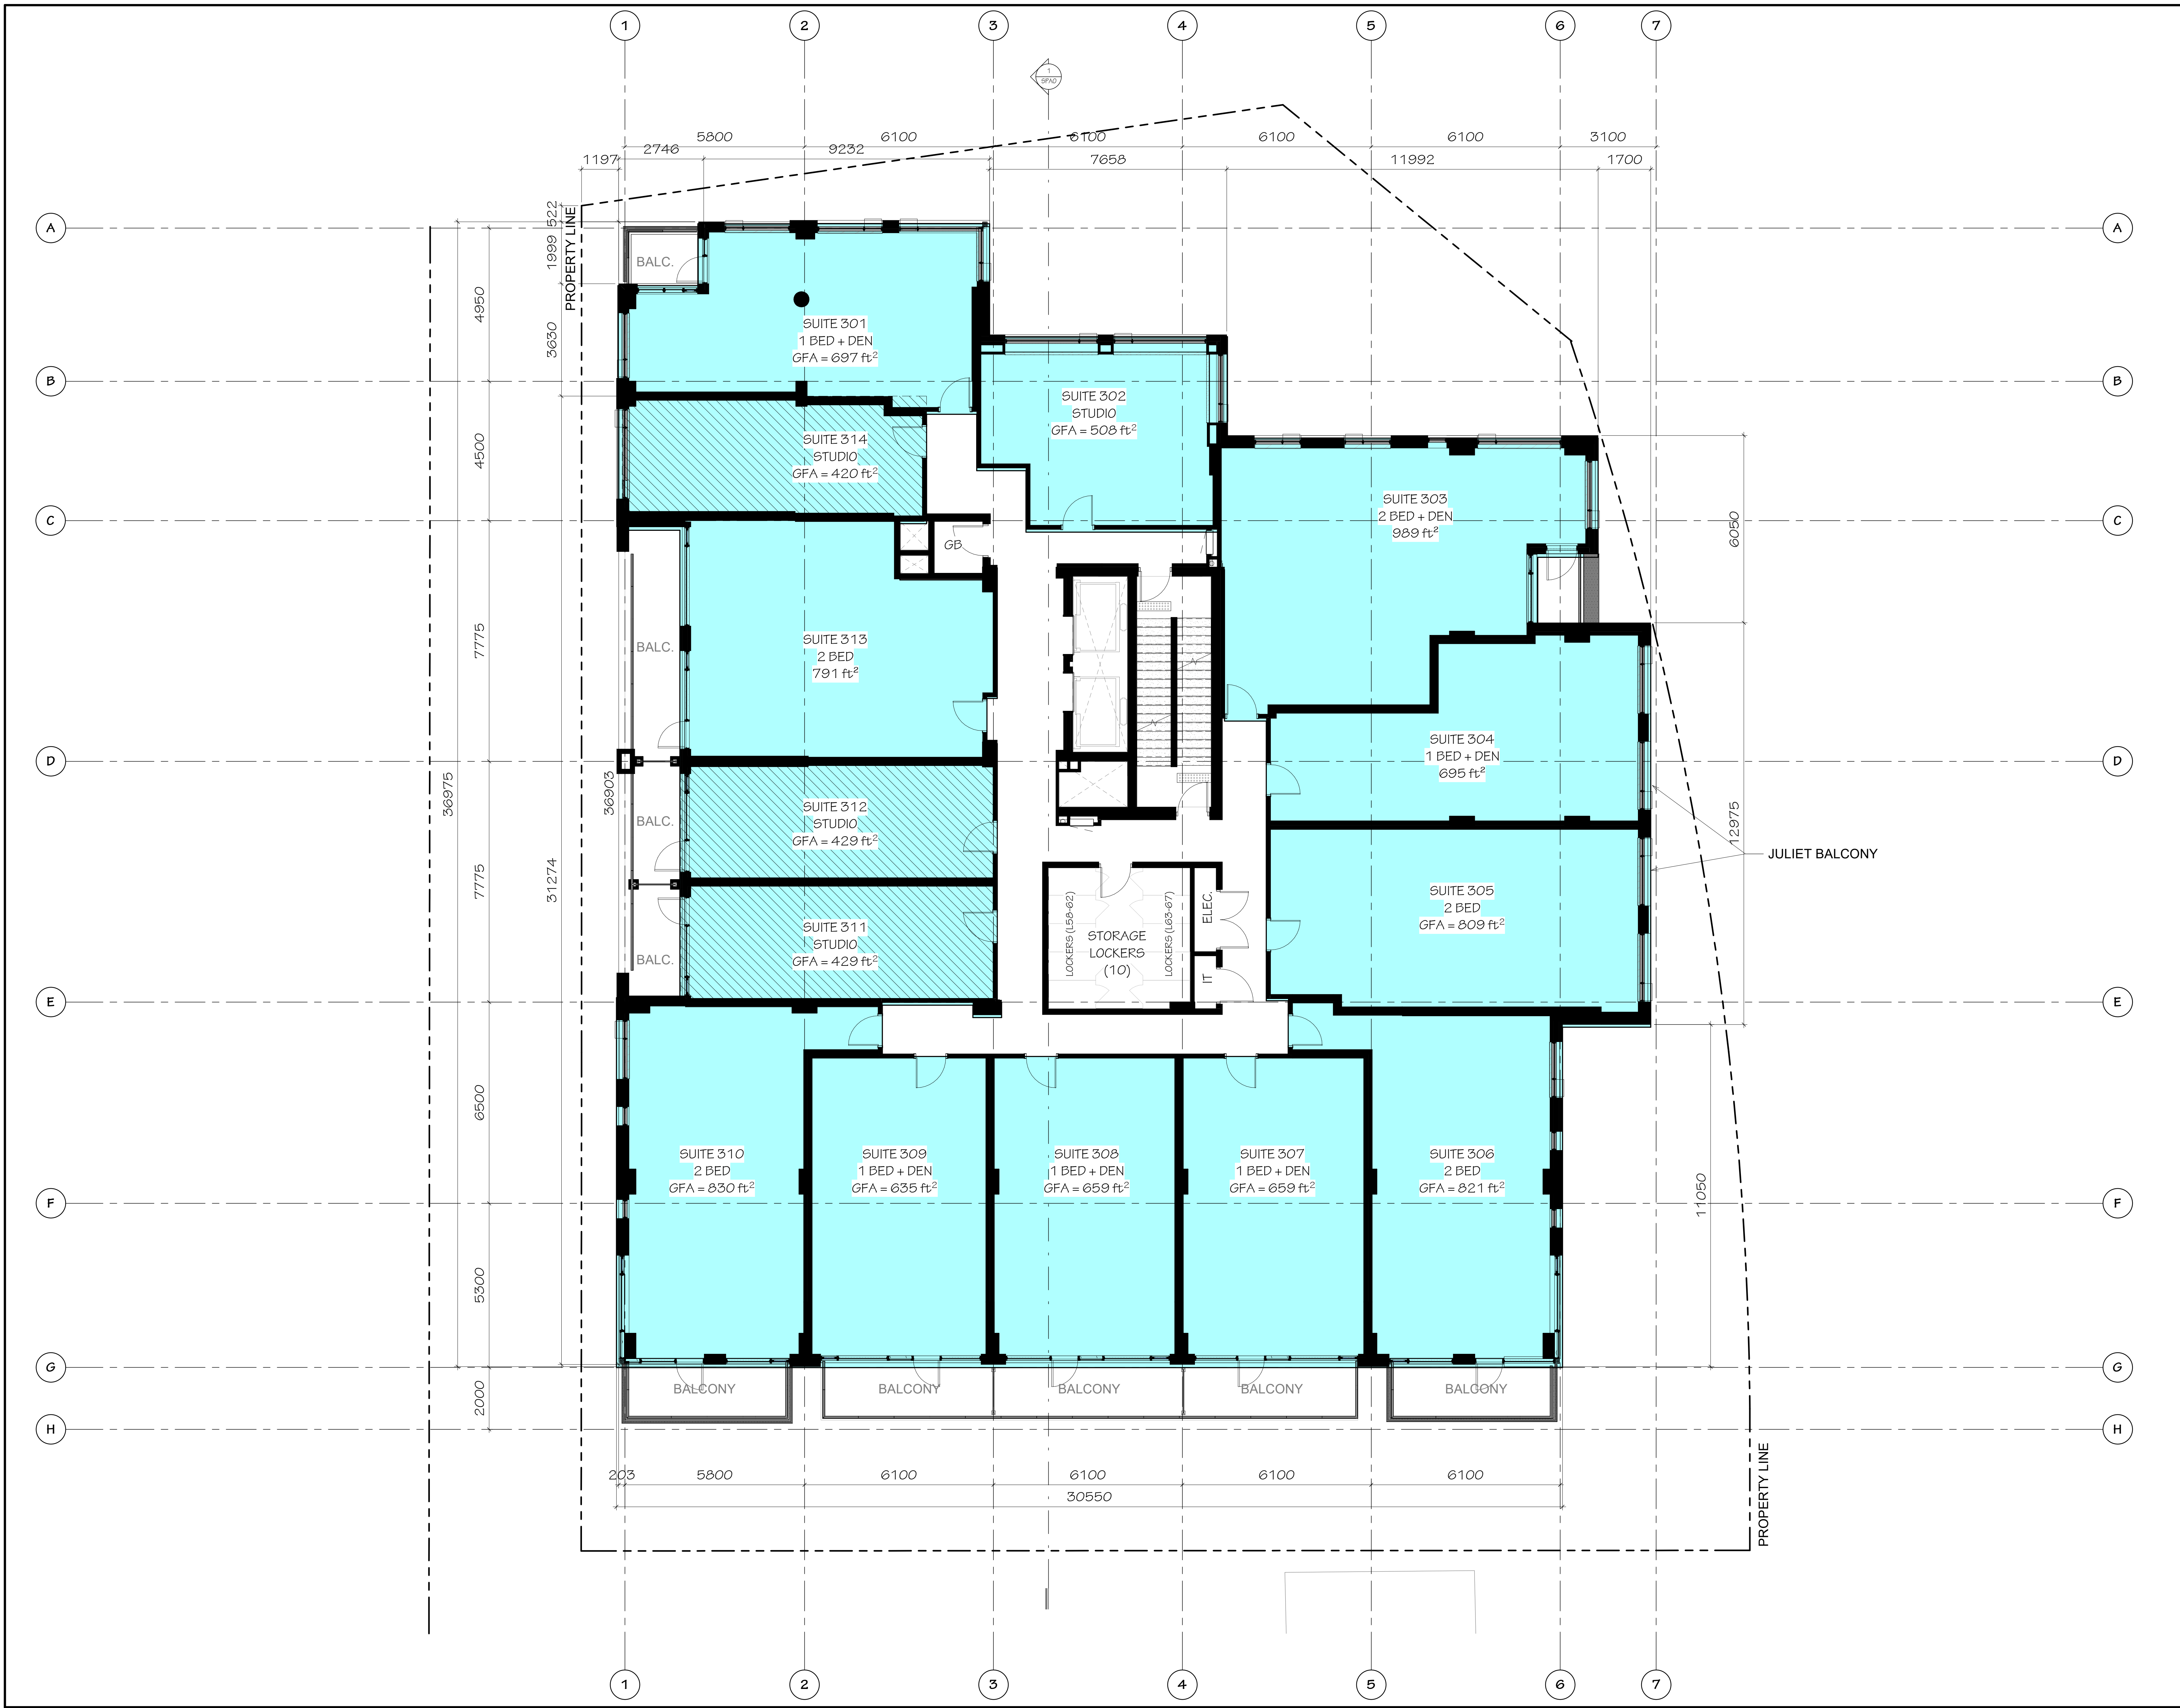 1 2 3 4 5 6 7
1
SPAD
5800 6100 6100 6100 6100 3100
1197 2746 9232 7658 11992 1700
522
1999
PROPERTY LINE
A A
BALC.
4950
3630
SUITE 301
1 BED + DEN
GFA = 697 ft²
B B
SUITE 302
STUDIO
GFA = 508 ft²
4500
SUITE 314
STUDIO
GFA = 420 ft²
SUITE 303
2 BED + DEN
989 ft²
C C
GB
6050
7775
BALC.
SUITE 313
2 BED
791 ft²
SUITE 304
1 BED + DEN
695 ft²
D D
36975
36903
BALC.
SUITE 312
STUDIO
GFA = 429 ft²
12975
JULIET BALCONY
7775
31274
SUITE 305
2 BED
GFA = 809 ft²
LOCKERS (L58-62)
STORAGE
LOCKERS
(10)
LOCKERS (L63-67)
ELEC.
IT
BALC.
SUITE 311
STUDIO
GFA = 429 ft²
E E
6500
SUITE 310
2 BED
GFA = 830 ft²
SUITE 309
1 BED + DEN
GFA = 635 ft²
SUITE 308
1 BED + DEN
GFA = 659 ft²
SUITE 307
1 BED + DEN
GFA = 659 ft²
SUITE 306
2 BED
GFA = 821 ft²
11050
F F
5300
G G
BALCONY BALCONY BALCONY BALCONY BALCONY
2000
H H
PROPERTY LINE
203 5800 6100 6100 6100 6100
30550
1 2 3 4 5 6 7